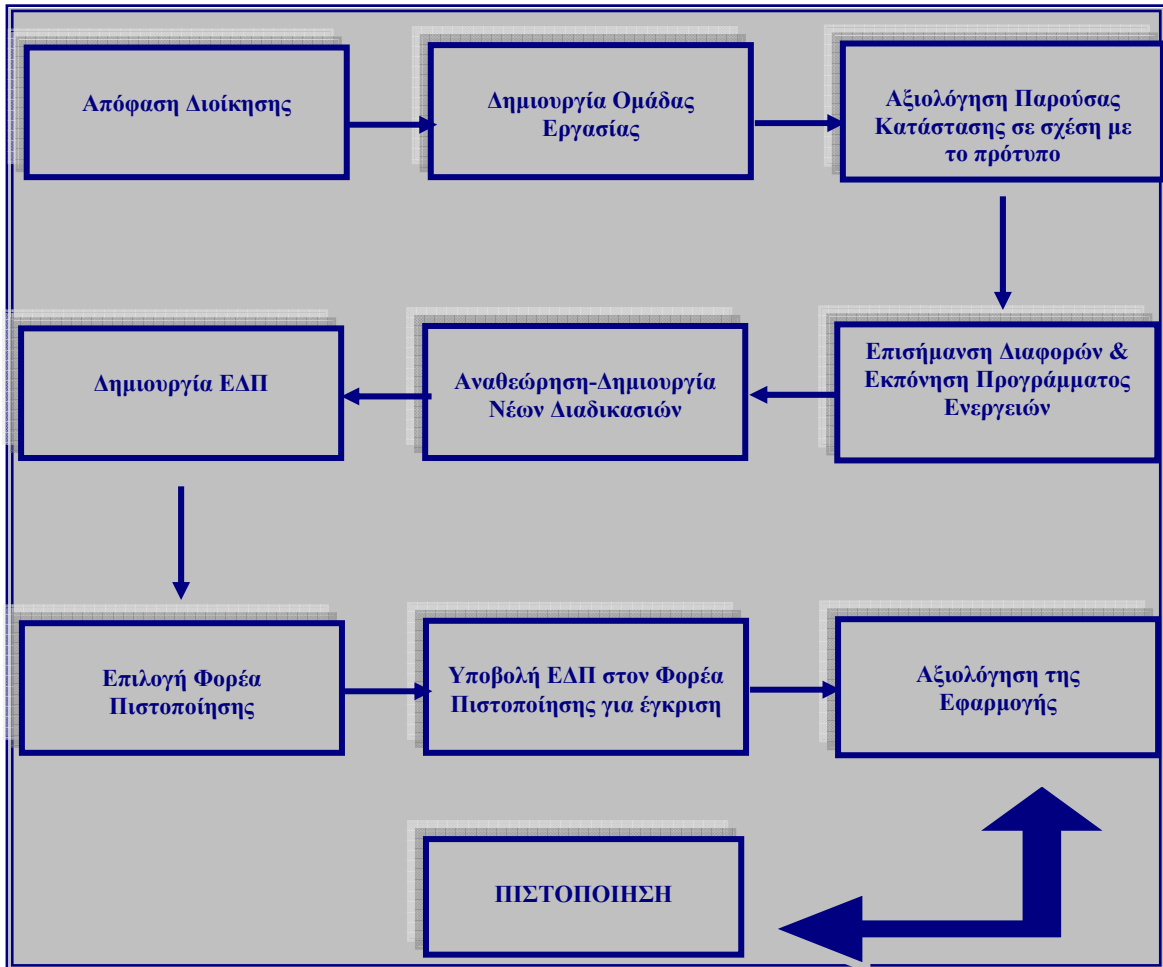 Απόφαση Διοίκησης
Δημιουργία Ομάδας
Εργασίας
Αξιολόγηση Παρούσας
Κατάστασης σε σχέση με
το πρότυπο
Επισήμανση Διαφορών &
Εκπόνηση Προγράμματος
Ενεργειών
Αναθεώρηση-Δημιουργία
Νέων Διαδικασιών
Δημιουργία ΕΔΠ
Επιλογή Φορέα
Πιστοποίησης
Υποβολή ΕΔΠ στον Φορέα
Πιστοποίησης για έγκριση
Αξιολόγηση της
Εφαρμογής
ΠΙΣΤΟΠΟΙΗΣΗ